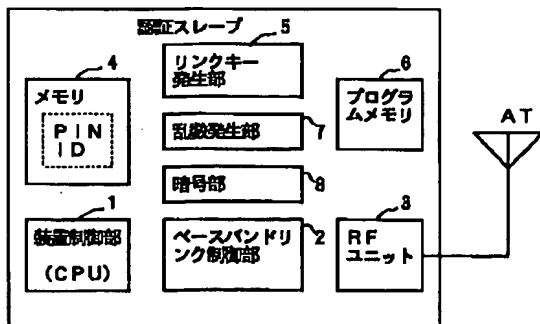 認証スレーブ
5
リンクキー
発生部
4
メモリ
PIN
ID
6
プログラ
ムメモリ
乱数発生部
7
暗号部
8
AT
1
装置制御部
(CPU)
ベースバンドリ
ンク制御部
2
3
RF
ユニット